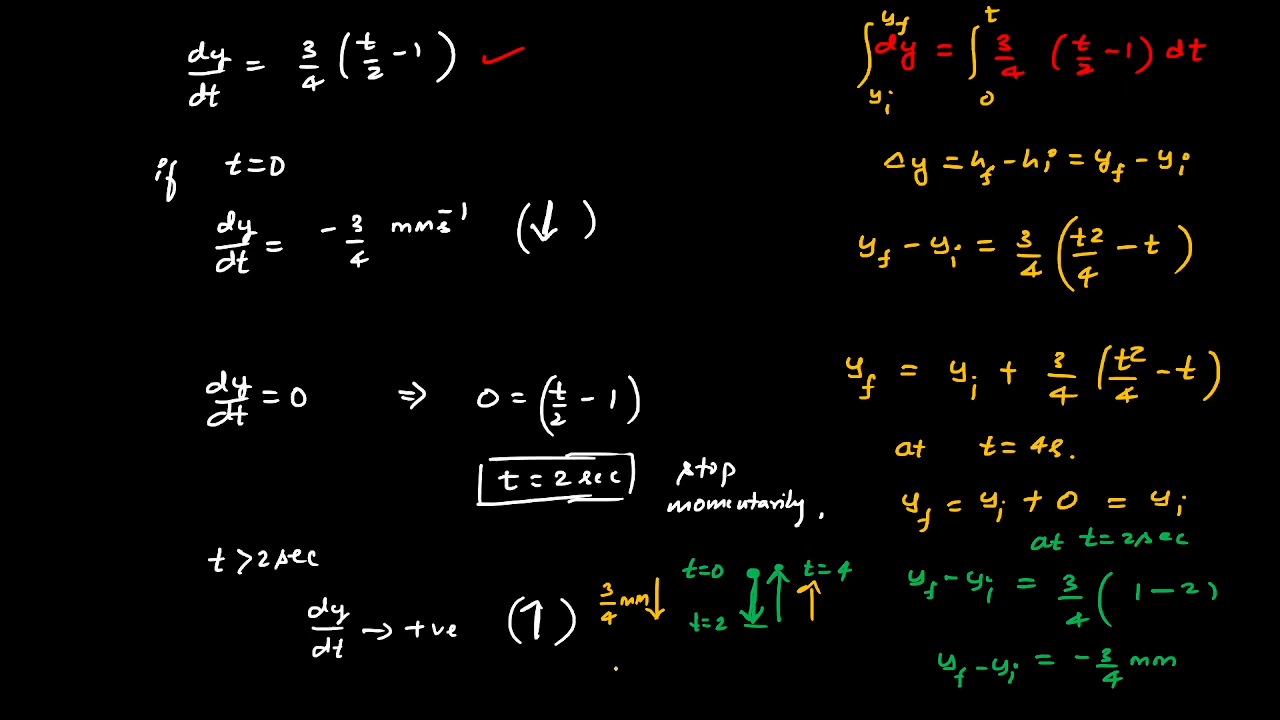 dy/dt = 3/4 (t/2 - 1) ✓
if t=0
dy/dt = - 3/4 mms⁻¹ (↓)
dy/dt = 0 ⇒ 0 = (t/2 - 1)
t = 2 sec stop
momentarily.
t > 2 sec
dy/dt → +ve (↑)
3/4 mm ↓
t=0 t=4
t=2
∫_{yi}^{yf} dy = ∫_0^t 3/4 (t/2 - 1) dt
Δy = hf - hi = yf - yi
yf - yi = 3/4 (t2/4 - t)
yf = yi + 3/4 (t2/4 - t)
at t = 4s.
yf = yi + 0 = yi
at t = 2sec
yf - yi = 3/4 (1 - 2)
yf - yi = - 3/4 mm